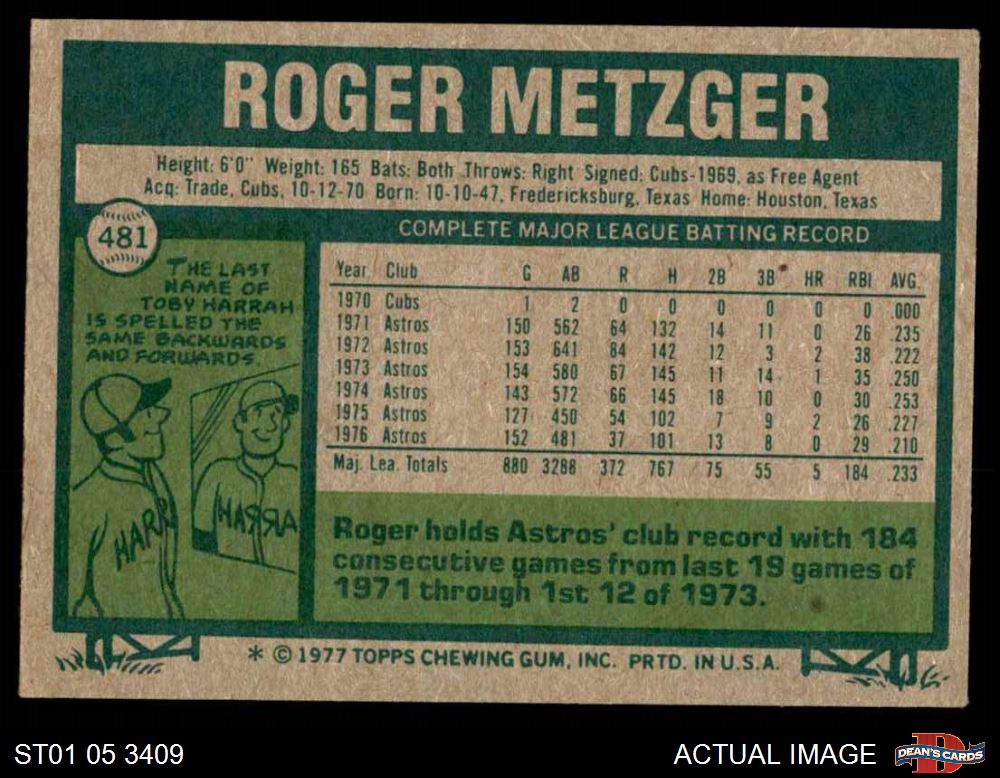 ROGER METZGER
Height: 6'0" Weight: 165 Bats: Both Throws: Right Signed: Cubs-1969, as Free Agent
Acq: Trade, Cubs, 10-12-70 Born: 10-10-47, Fredericksburg, Texas Home: Houston, Texas
481
THE LAST
NAME OF
TOBY HARRAH
IS SPELLED THE
SAME BACKWARDS
AND FORWARDS.
HARR
HARRA
COMPLETE MAJOR LEAGUE BATTING RECORD
Year Club G AB R H 2B 3B HR RBI AVG.
1970 Cubs 1 2 0 0 0 0 0 0 .000
1971 Astros 150 562 64 132 14 11 0 26 .235
1972 Astros 153 641 84 142 12 3 2 38 .222
1973 Astros 154 580 67 145 11 14 1 35 .250
1974 Astros 143 572 66 145 18 10 0 30 .253
1975 Astros 127 450 54 102 7 9 2 26 .227
1976 Astros 152 481 37 101 13 8 0 29 .210
Maj. Lea. Totals 880 3288 372 767 75 55 5 184 .233
Roger holds Astros' club record with 184
consecutive games from last 19 games of
1971 through 1st 12 of 1973.
* © 1977 TOPPS CHEWING GUM, INC. PRTD. IN U.S.A.
ST01 05 3409
ACTUAL IMAGE
D
DEAN'S CARDS